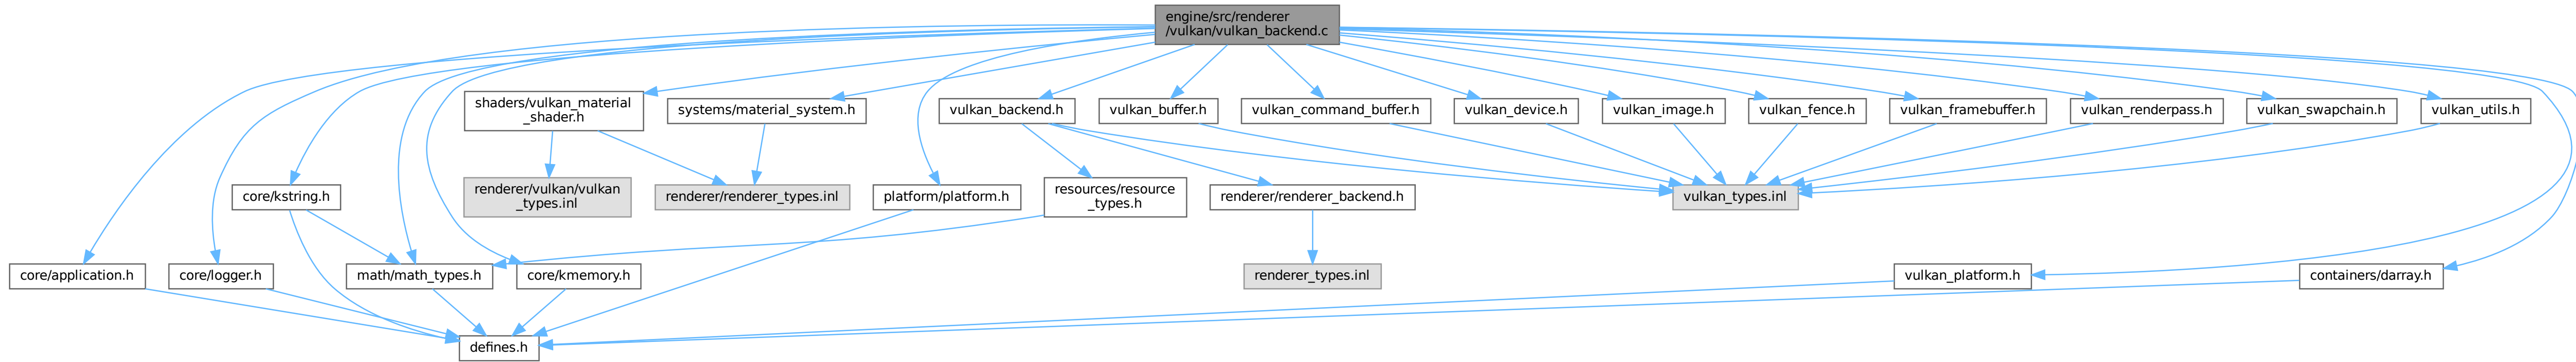 engine/src/renderer
/vulkan/vulkan_backend.c
shaders/vulkan_material
_shader.h
systems/material_system.h
vulkan_backend.h
vulkan_buffer.h
vulkan_command_buffer.h
vulkan_device.h
vulkan_image.h
vulkan_fence.h
vulkan_framebuffer.h
vulkan_renderpass.h
vulkan_swapchain.h
vulkan_utils.h
core/kstring.h
renderer/vulkan/vulkan
_types.inl
renderer/renderer_types.inl
platform/platform.h
resources/resource
_types.h
renderer/renderer_backend.h
vulkan_types.inl
core/application.h
core/logger.h
math/math_types.h
core/kmemory.h
renderer_types.inl
vulkan_platform.h
containers/darray.h
defines.h